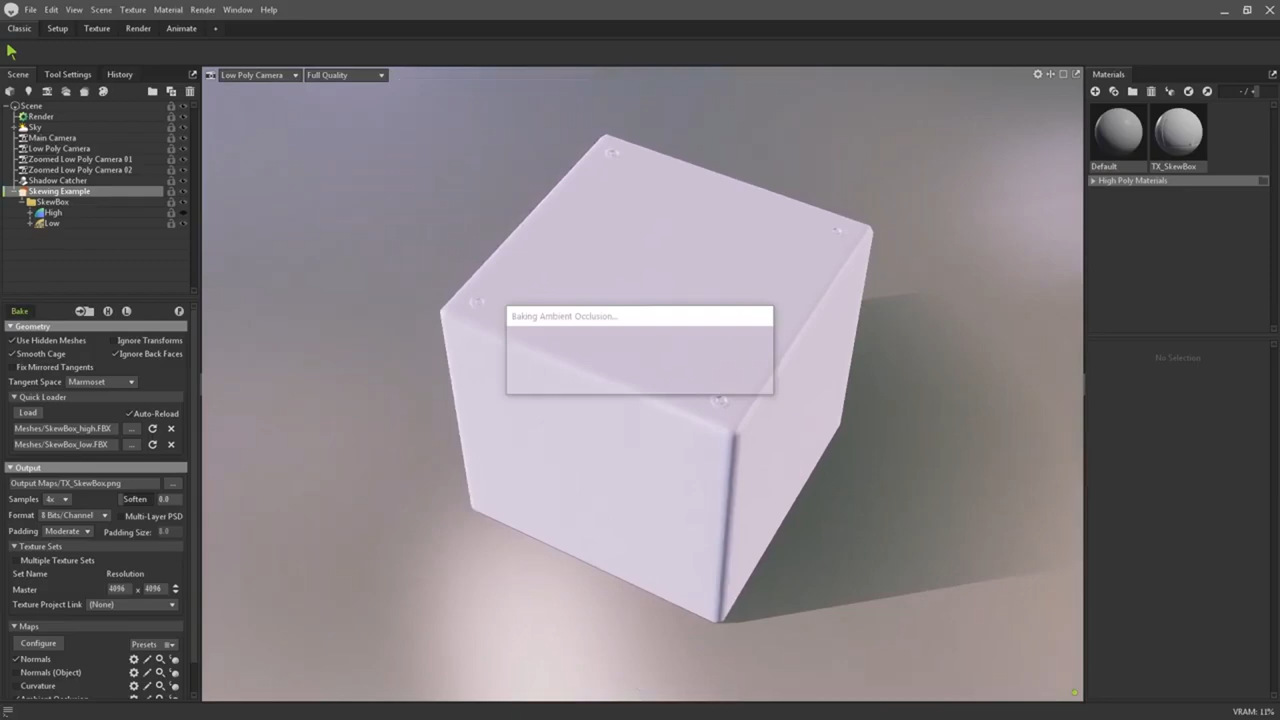 File Edit View Scene Texture Material Render Window Help
Classic Setup Texture Render Animate +
Scene Tool Settings History
Low Poly Camera Full Quality
Materials
Scene
Render
Sky
Main Camera
Low Poly Camera
Zoomed Low Poly Camera 01
Zoomed Low Poly Camera 02
Shadow Catcher
Skewing Example
SkewBox
High
Low
Default TX_SkewBox
High Poly Materials
Baking Ambient Occlusion...
No Selection
Bake H L P
Geometry
Use Hidden Meshes Ignore Transforms
Smooth Cage Ignore Back Faces
Fix Mirrored Tangents
Tangent Space Marmoset
Quick Loader
Load Auto-Reload
Meshes/SkewBox_high.FBX ...
Meshes/SkewBox_low.FBX ...
Output
Output Maps/TX_SkewBox.png ...
Samples 4x Soften 0.0
Format 8 Bits/Channel Multi-Layer PSD
Padding Moderate Padding Size: 8.0
Texture Sets
Multiple Texture Sets
Set Name Resolution
Master 4096 x 4096
Texture Project Link (None)
Maps
Configure Presets
Normals
Normals (Object)
Curvature
Ambient Occlusion
VRAM: 11%